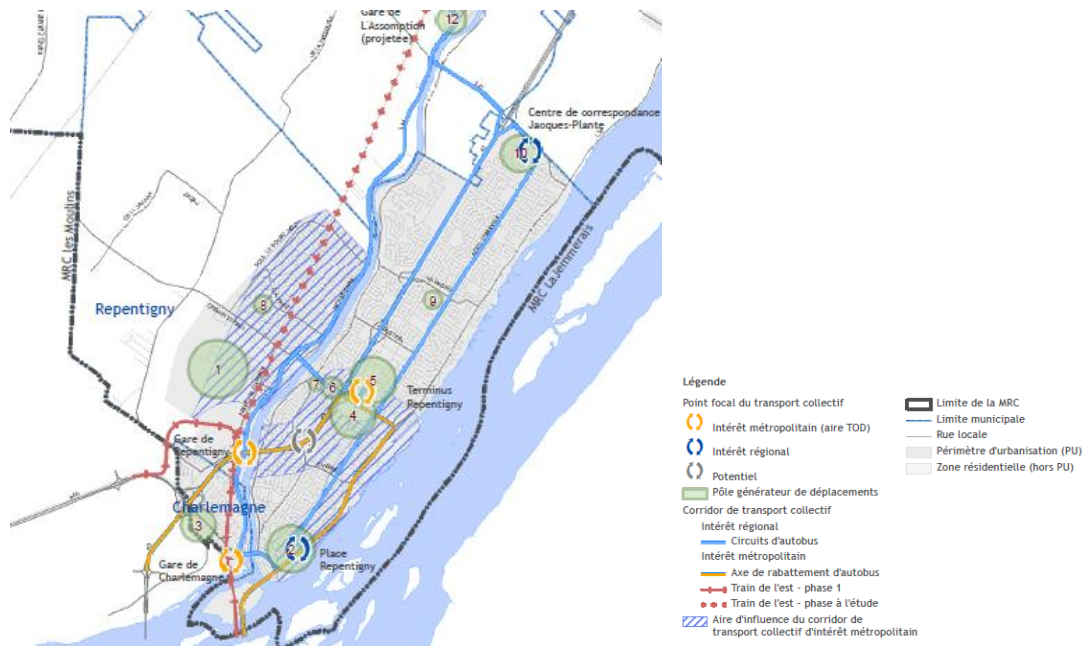 Gare de
L'Assomption
(projetée)
12
Centre de correspondance
Jacques-Plante
10
MRC Les Moulins
MRC Lajemmerais
Repentigny
8
9
1
7
6
5
4
Terminus
Repentigny
Gare de
Repentigny
Charlemagne
3
2
Gare de
Charlemagne
Place
Repentigny
Légende
Point focal du transport collectif
Intérêt métropolitain (aire TOD)
Intérêt régional
Potentiel
Pôle générateur de déplacements
Corridor de transport collectif
Intérêt régional
Circuits d'autobus
Intérêt métropolitain
Axe de rabattement d'autobus
Train de l'est - phase 1
Train de l'est - phase à l'étude
Aire d'influence du corridor de
transport collectif d'intérêt métropolitain
Limite de la MRC
Limite municipale
Rue locale
Périmètre d'urbanisation (PU)
Zone résidentielle (hors PU)